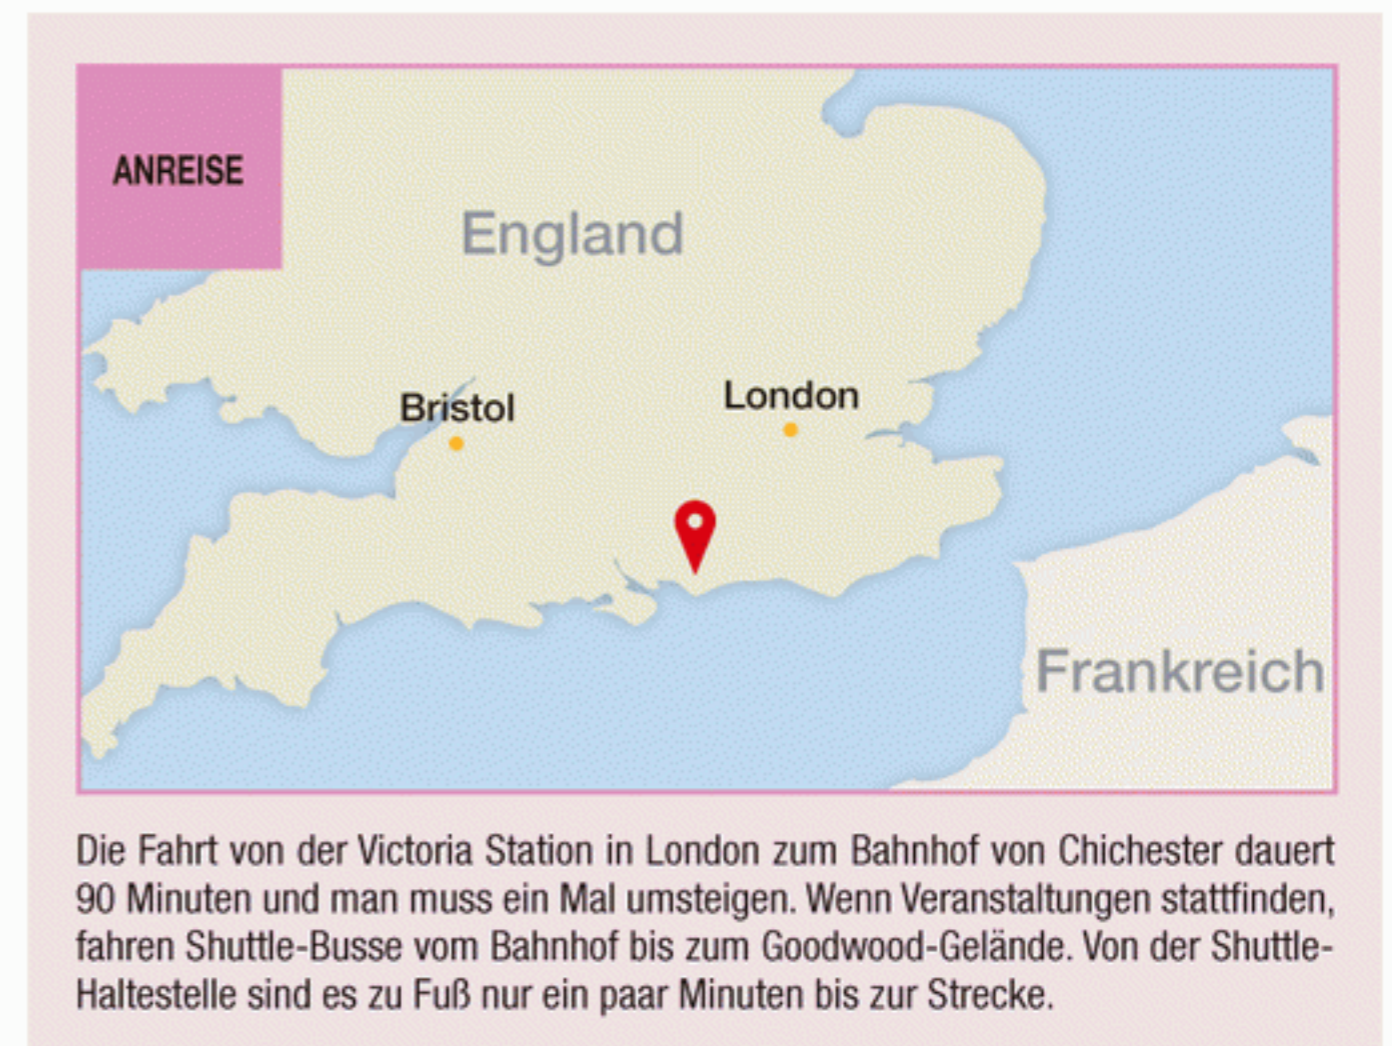 ANREISE
England
Bristol
London
Frankreich
Die Fahrt von der Victoria Station in London zum Bahnhof von Chichester dauert
90 Minuten und man muss ein Mal umsteigen. Wenn Veranstaltungen stattfinden,
fahren Shuttle-Busse vom Bahnhof bis zum Goodwood-Gelände. Von der Shuttle-
Haltestelle sind es zu Fuß nur ein paar Minuten bis zur Strecke.